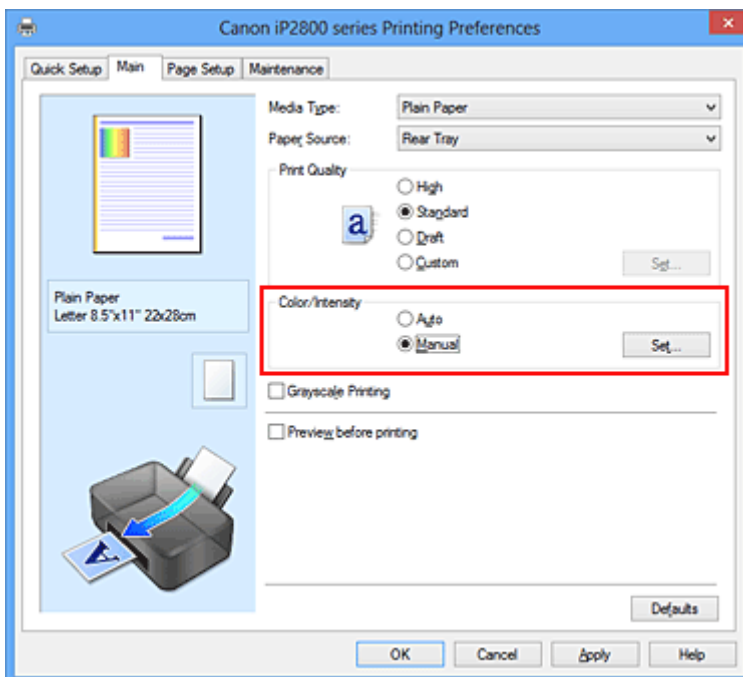 Canon iP2800 series Printing Preferences
Quick Setup Main Page Setup Maintenance
Media Type: Plain Paper
Paper Source: Rear Tray
Print Quality
High
a Standard
Draft
Custom Set...
Plain Paper
Letter 8.5"x11" 22x28cm
Color/Intensity
Auto
Manual Set...
Grayscale Printing
Preview before printing
A
Defaults
OK Cancel Apply Help